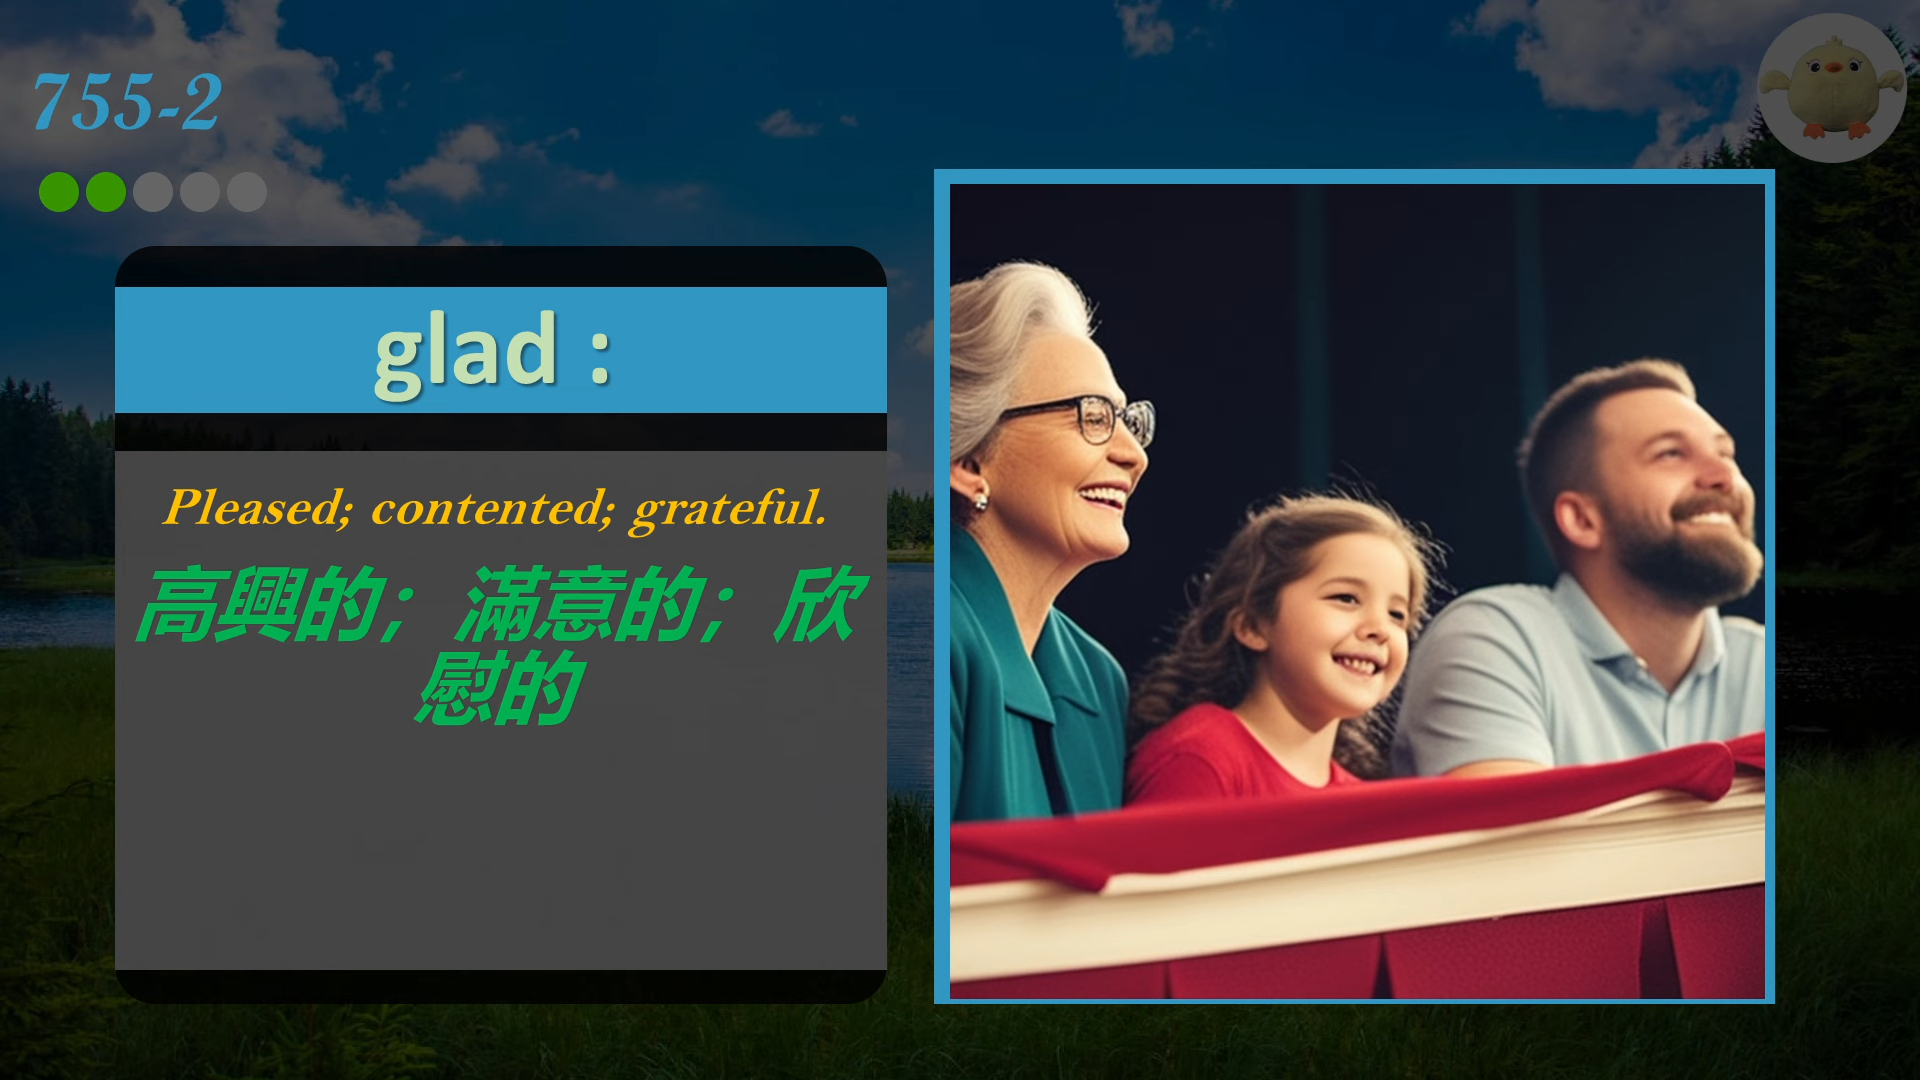 755-2
glad :
Pleased; contented; grateful.
高興的；滿意的；欣
慰的